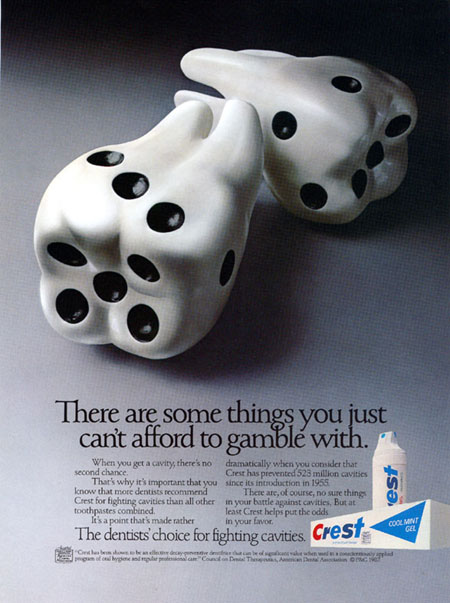 There are some things you just
can't afford to gamble with.
When you get a cavity, there's no
second chance.
That's why it's important that you
know that more dentists recommend
Crest for fighting cavities than all other
toothpastes combined.
It's a point that's made rather
dramatically when you consider that
Crest has prevented 523 million cavities
since its introduction in 1955.
There are, of course, no sure things
in your battle against cavities. But at
least Crest helps put the odds
in your favor.
The dentists' choice for fighting cavities.
Crest
COOL MINT
GEL
"Crest has been shown to be an effective decay-preventive dentifrice that can be of significant value when used in a conscientiously applied
program of oral hygiene and regular professional care." Council on Dental Therapeutics, American Dental Association. © P&G 1987